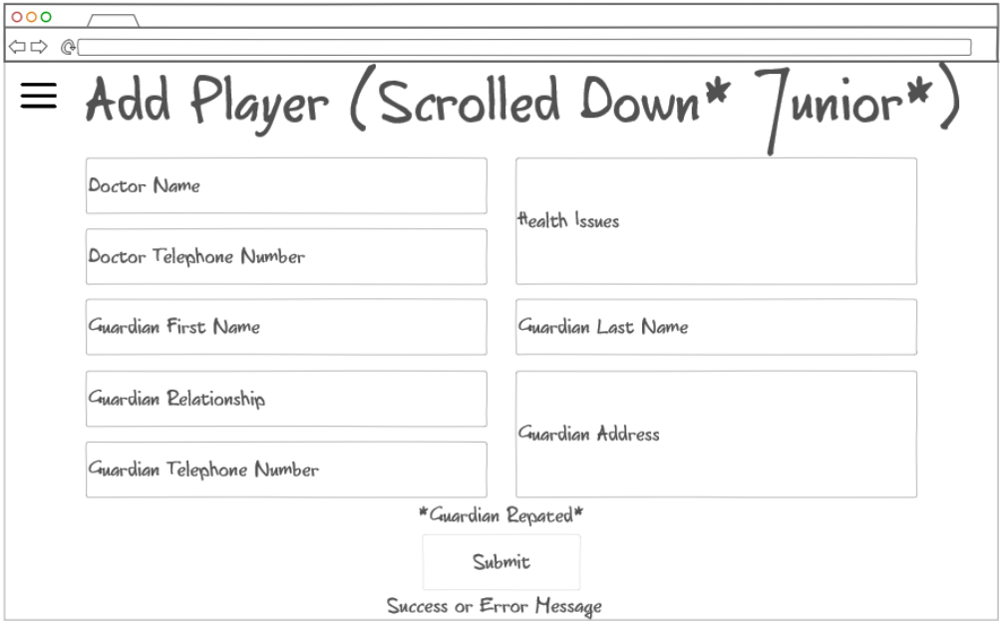 Add Player (Scrolled Down* Junior*)
Doctor Name
Health Issues
Doctor Telephone Number
Guardian First Name
Guardian Last Name
Guardian Relationship
Guardian Address
Guardian Telephone Number
*Guardian Repated*
Submit
Success or Error Message